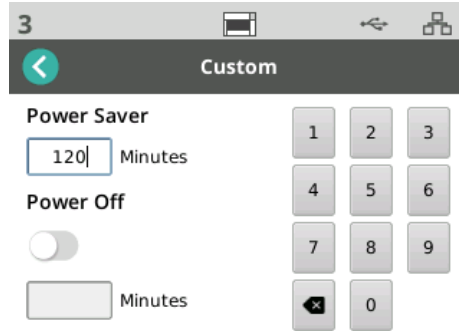 3
Custom
Power Saver
120 Minutes
Power Off
Minutes
1 2 3
4 5 6
7 8 9
0